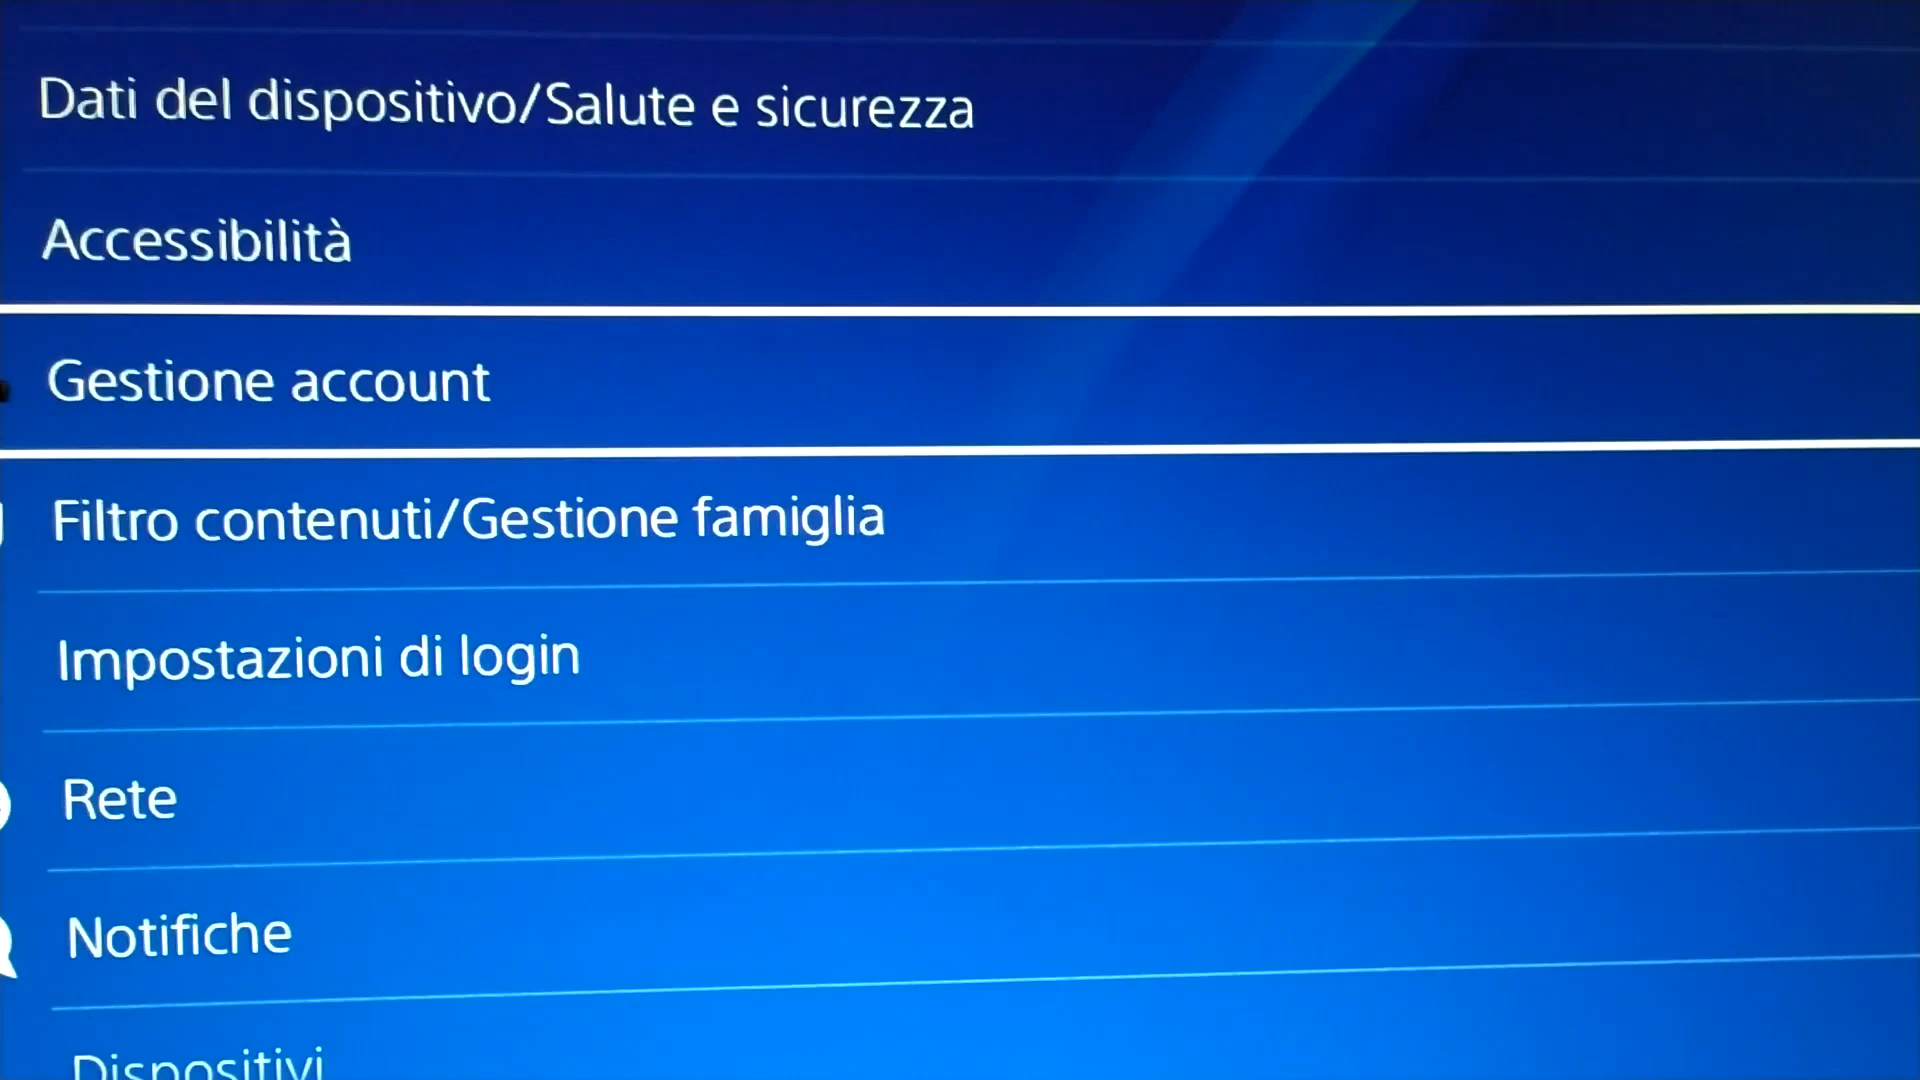 Dati del dispositivo/Salute e sicurezza
Accessibilità
Gestione account
Filtro contenuti/Gestione famiglia
Impostazioni di login
Rete
Notifiche
Dispositivi